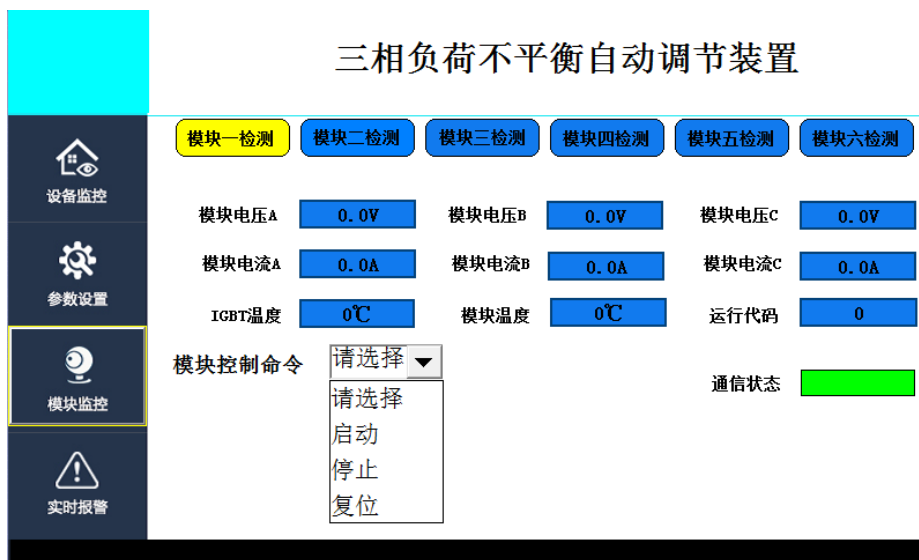 三相负荷不平衡自动调节装置
模块一检测 模块二检测 模块三检测 模块四检测 模块五检测 模块六检测
设备监控
模块电压A 0.0V 模块电压B 0.0V 模块电压C 0.0V
模块电流A 0.0A 模块电流B 0.0A 模块电流C 0.0A
参数设置
IGBT温度 0℃ 模块温度 0℃ 运行代码 0
模块控制命令 请选择
通信状态
请选择
模块监控
启动
停止
复位
实时报警